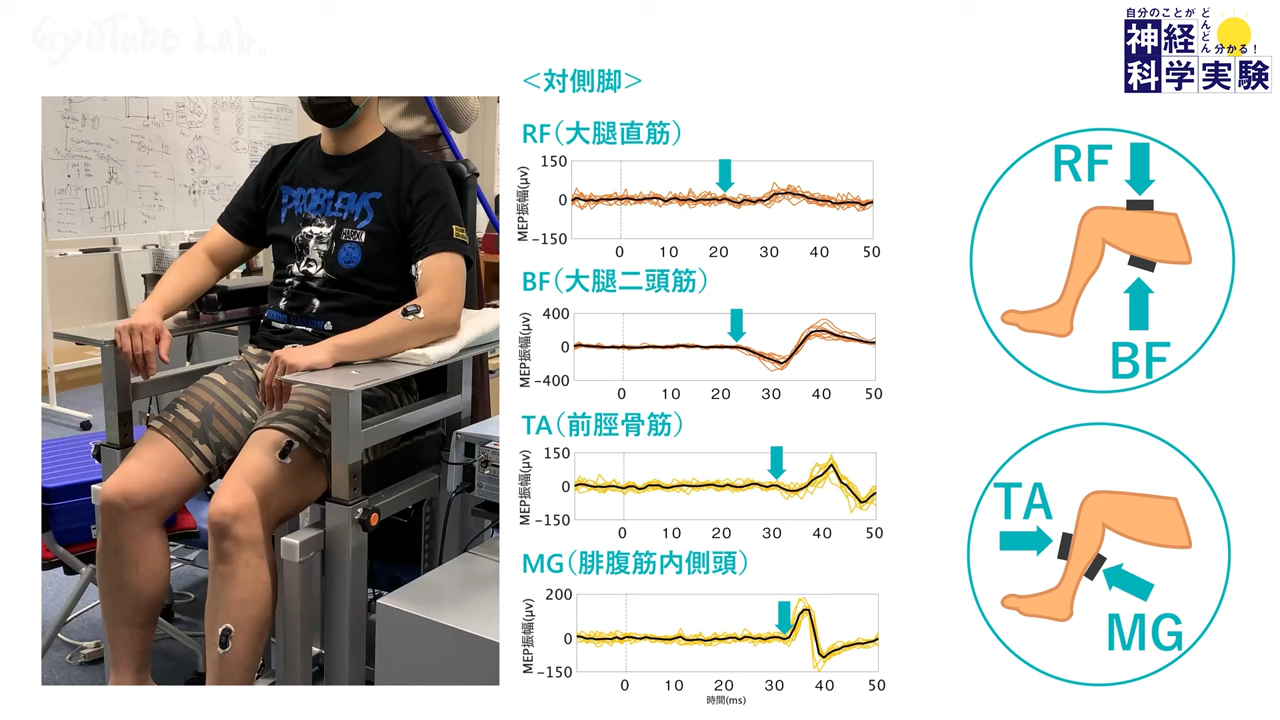 GyuTube Lab.
自分のことが
どんどん
分かる！
神経
科学実験
＜対側脚＞
RF（大腿直筋）
MEP振幅(μv)
150
0
−150
0 10 20 30 40 50
BF（大腿二頭筋）
MEP振幅(μv)
400
0
−400
0 10 20 30 40 50
TA（前脛骨筋）
MEP振幅(μv)
150
0
−150
0 10 20 30 40 50
MG（腓腹筋内側頭）
MEP振幅(μv)
200
0
−150
0 10 20 30 40 50
時間(ms)
PROBLEMS
HARDC
RF
BF
TA
MG